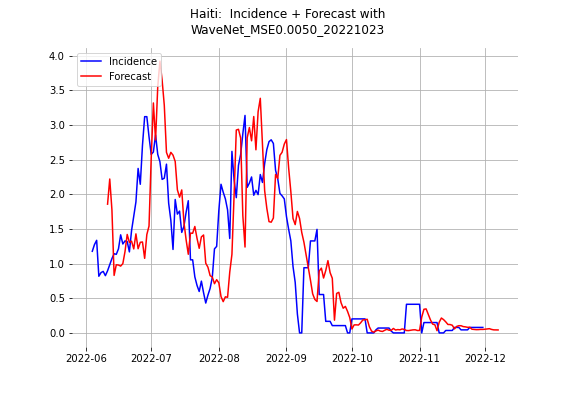 Haiti:  Incidence + Forecast with
WaveNet_MSE0.0050_20221023
Incidence
Forecast
4.0
3.5
3.0
2.5
2.0
1.5
1.0
0.5
0.0
2022-06 2022-07 2022-08 2022-09 2022-10 2022-11 2022-12